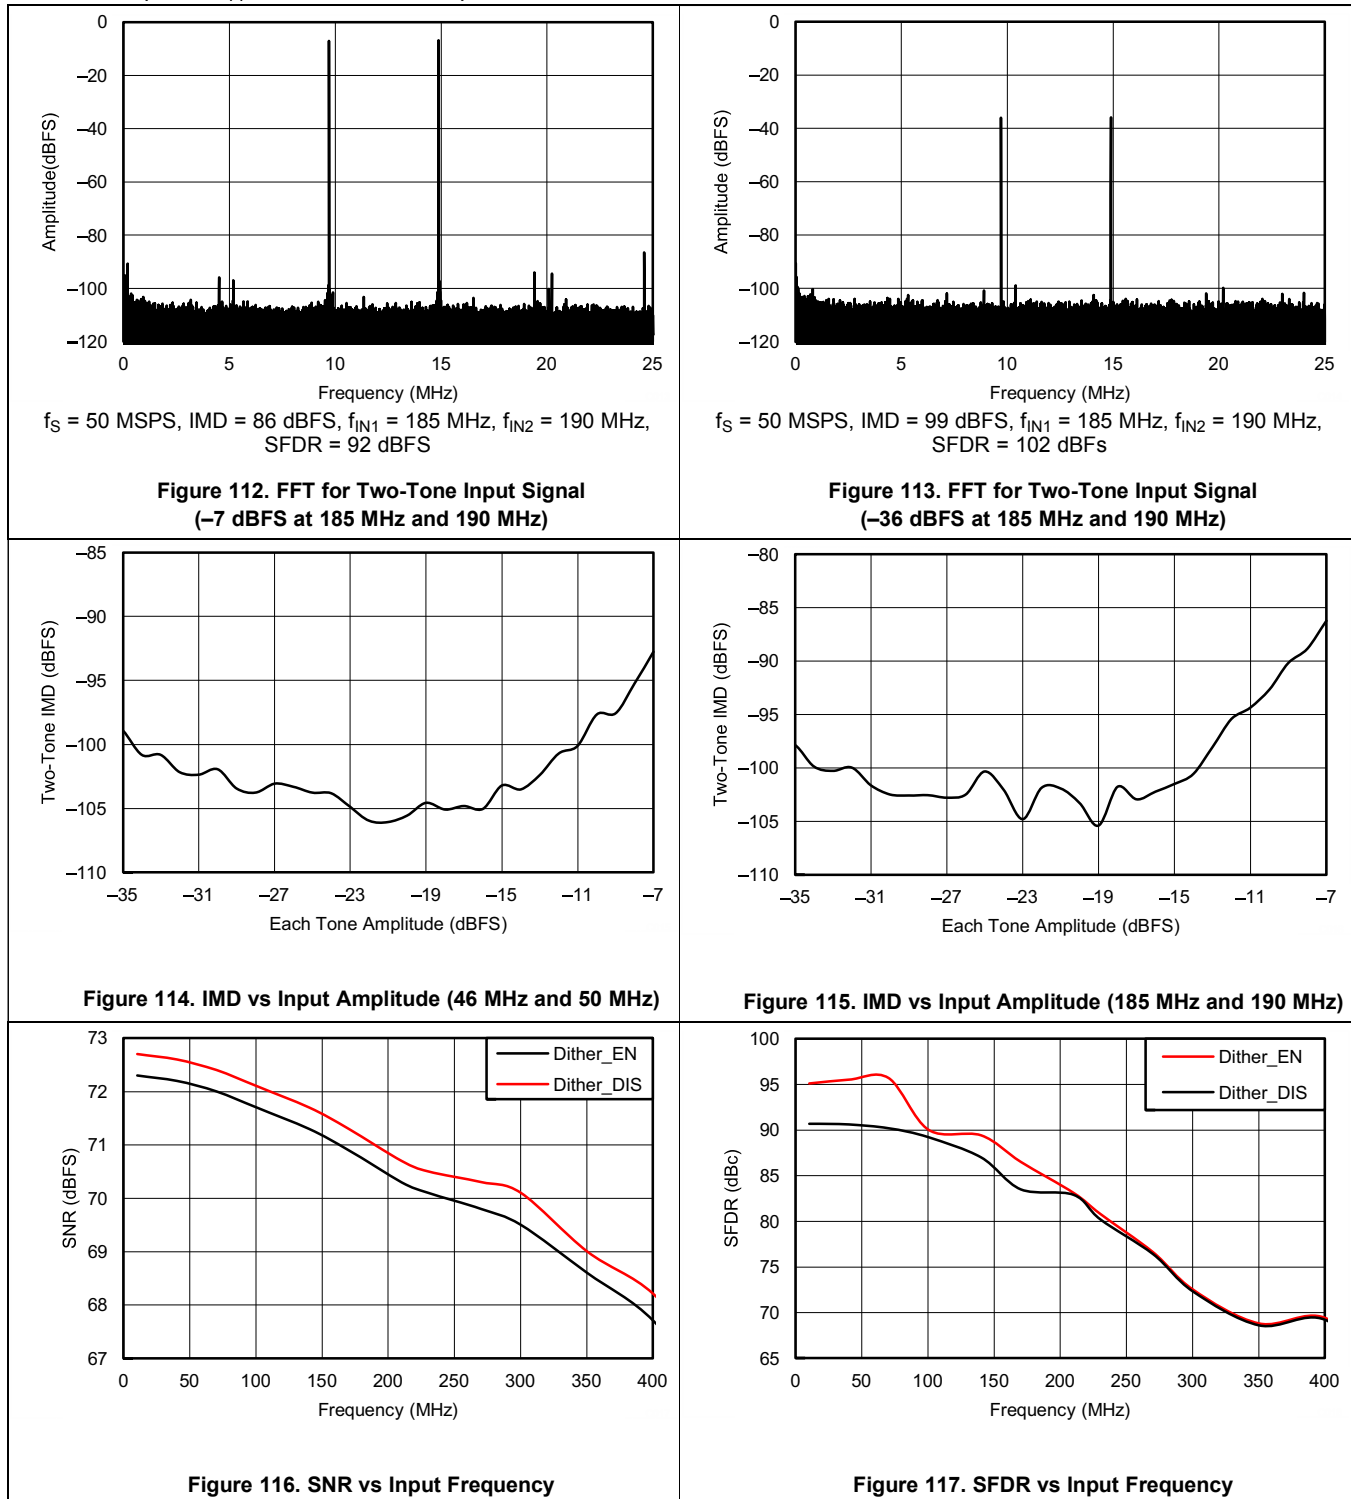 0
–20
–40
–60
–80
–100
–120
0 5 10 15 20 25
Amplitude(dBFS)
Frequency (MHz)
fS = 50 MSPS, IMD = 86 dBFS, fIN1 = 185 MHz, fIN2 = 190 MHz,
SFDR = 92 dBFS
Figure 112. FFT for Two-Tone Input Signal
(–7 dBFS at 185 MHz and 190 MHz)
0
–20
–40
–60
–80
–100
–120
0 5 10 15 20 25
Amplitude (dBFS)
Frequency (MHz)
fS = 50 MSPS, IMD = 99 dBFS, fIN1 = 185 MHz, fIN2 = 190 MHz,
SFDR = 102 dBFs
Figure 113. FFT for Two-Tone Input Signal
(–36 dBFS at 185 MHz and 190 MHz)
–85
–90
–95
–100
–105
–110
–35 –31 –27 –23 –19 –15 –11 –7
Two-Tone IMD (dBFS)
Each Tone Amplitude (dBFS)
Figure 114. IMD vs Input Amplitude (46 MHz and 50 MHz)
–80
–85
–90
–95
–100
–105
–110
–35 –31 –27 –23 –19 –15 –11 –7
Two-Tone IMD (dBFS)
Each Tone Amplitude (dBFS)
Figure 115. IMD vs Input Amplitude (185 MHz and 190 MHz)
73
72
71
70
69
68
67
0 50 100 150 200 250 300 350 400
SNR (dBFS)
Frequency (MHz)
Dither_EN
Dither_DIS
Figure 116. SNR vs Input Frequency
100
95
90
85
80
75
70
65
0 50 100 150 200 250 300 350 400
SFDR (dBc)
Frequency (MHz)
Dither_EN
Dither_DIS
Figure 117. SFDR vs Input Frequency